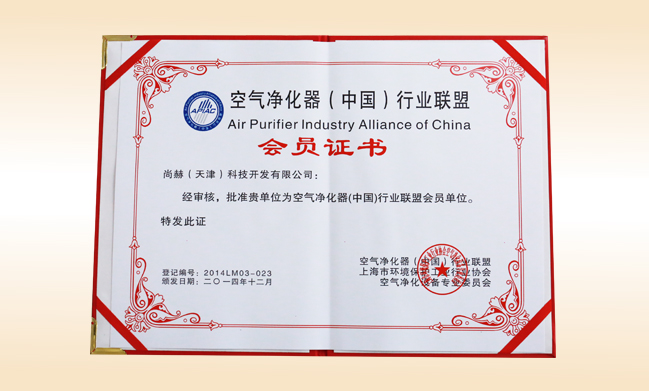 空气净化器（中国）行业联盟
APIAC
Air Purifier Industry Alliance of China
会员证书
尚赫（天津）科技开发有限公司：
经审核，批准贵单位为空气净化器(中国)行业联盟会员单位。
特发此证
登记编号：2014LM03-023
颁发日期：二〇一四年十二月
空气净化器（中国）行业联盟
上海市环境保护工业行业协会
空气净化设备专业委员会